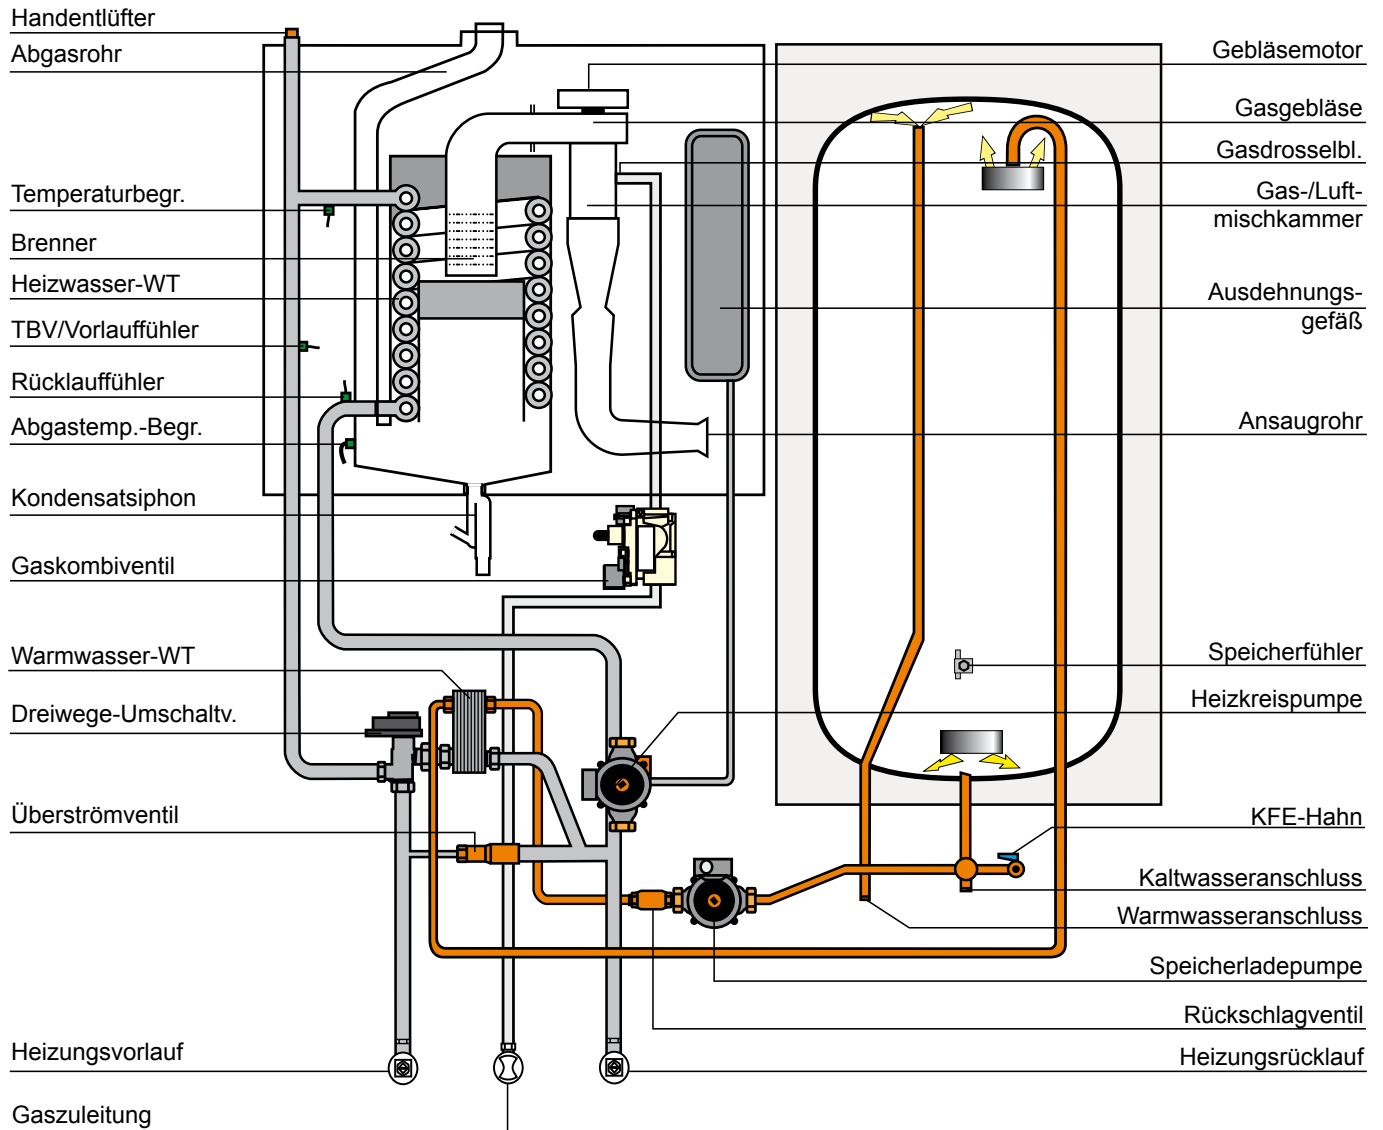 Handentlüfter
Abgasrohr
Temperaturbegr.
Brenner
Heizwasser-WT
TBV/Vorlauffühler
Rücklauffühler
Abgastemp.-Begr.
Kondensatsiphon
Gaskombiventil
Warmwasser-WT
Dreiwege-Umschaltv.
Überströmventil
Heizungsvorlauf
Gaszuleitung
Gebläsemotor
Gasgebläse
Gasdrosselbl.
Gas-/Luft-
mischkammer
Ausdehnungs-
gefäß
Ansaugrohr
Speicherfühler
Heizkreispumpe
KFE-Hahn
Kaltwasseranschluss
Warmwasseranschluss
Speicherladepumpe
Rückschlagventil
Heizungsrücklauf